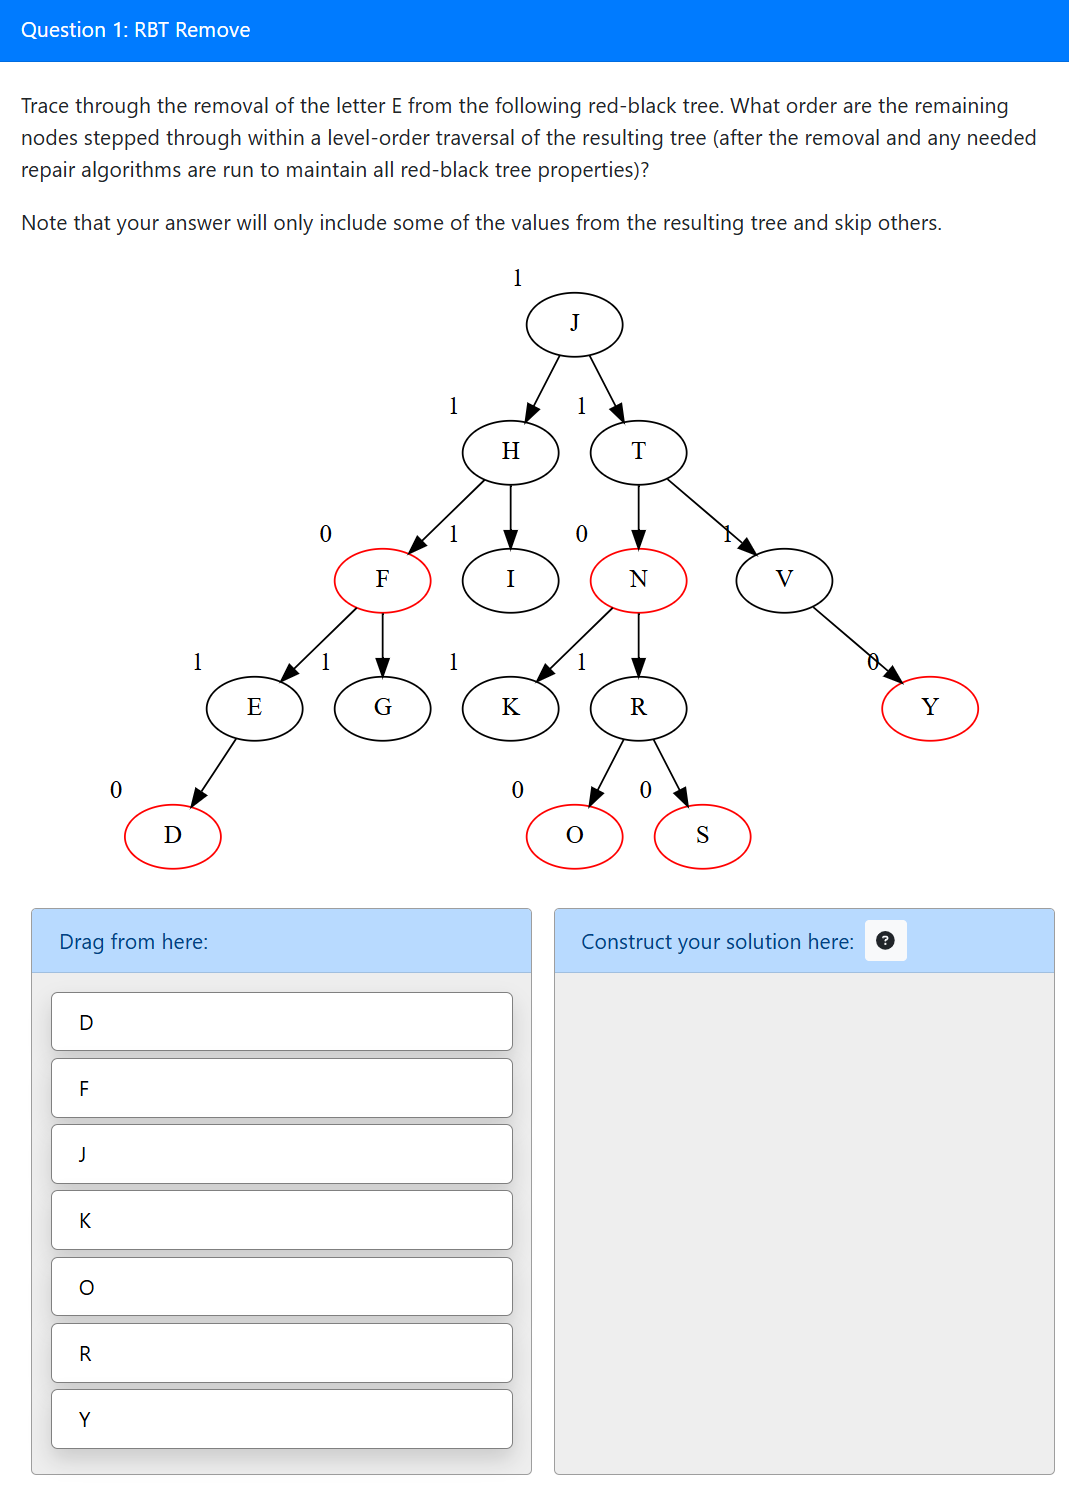 Question 1: RBT Remove
Trace through the removal of the letter E from the following red-black tree. What order are the remaining
nodes stepped through within a level-order traversal of the resulting tree (after the removal and any needed
repair algorithms are run to maintain all red-black tree properties)?
Note that your answer will only include some of the values from the resulting tree and skip others.
1
J
1 1
H T
0 1 0 1
F I N V
1 1 1 1 0
E G K R Y
0 0 0
D O S
Drag from here:
D
F
J
K
O
R
Y
Construct your solution here: ?